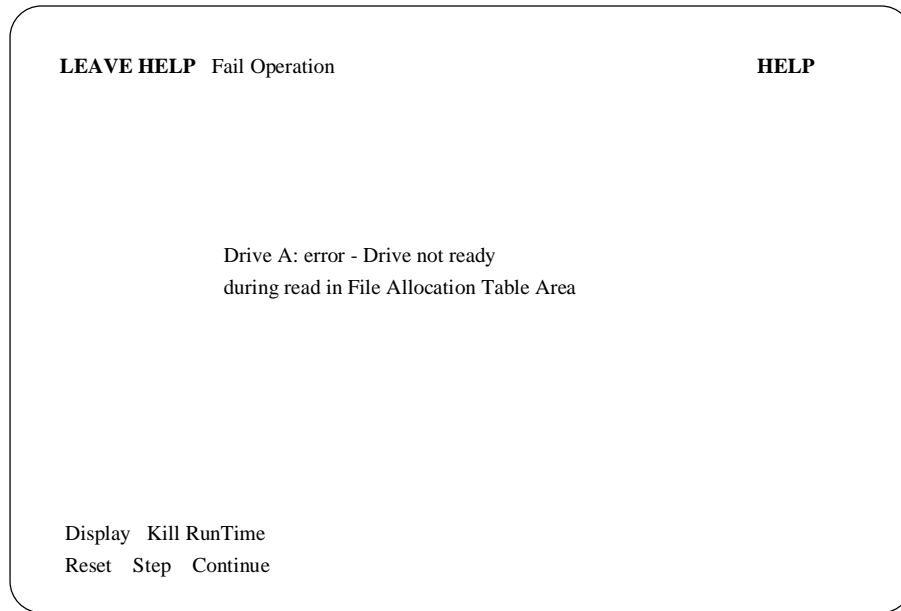 LEAVE HELP Fail Operation HELP
Drive A: error - Drive not ready
during read in File Allocation Table Area
Display Kill RunTime
Reset Step Continue